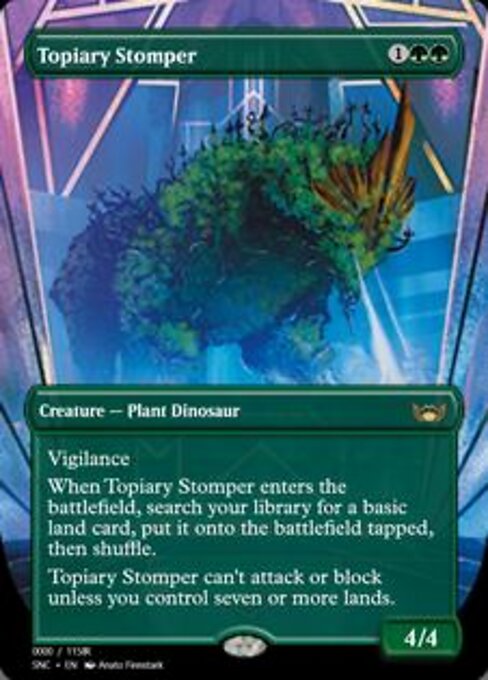 Topiary Stomper 1
Creature — Plant Dinosaur
Vigilance
When Topiary Stomper enters the
battlefield, search your library for a basic
land card, put it onto the battlefield tapped,
then shuffle.
Topiary Stomper can't attack or block
unless you control seven or more lands.
4/4
SNC • EN